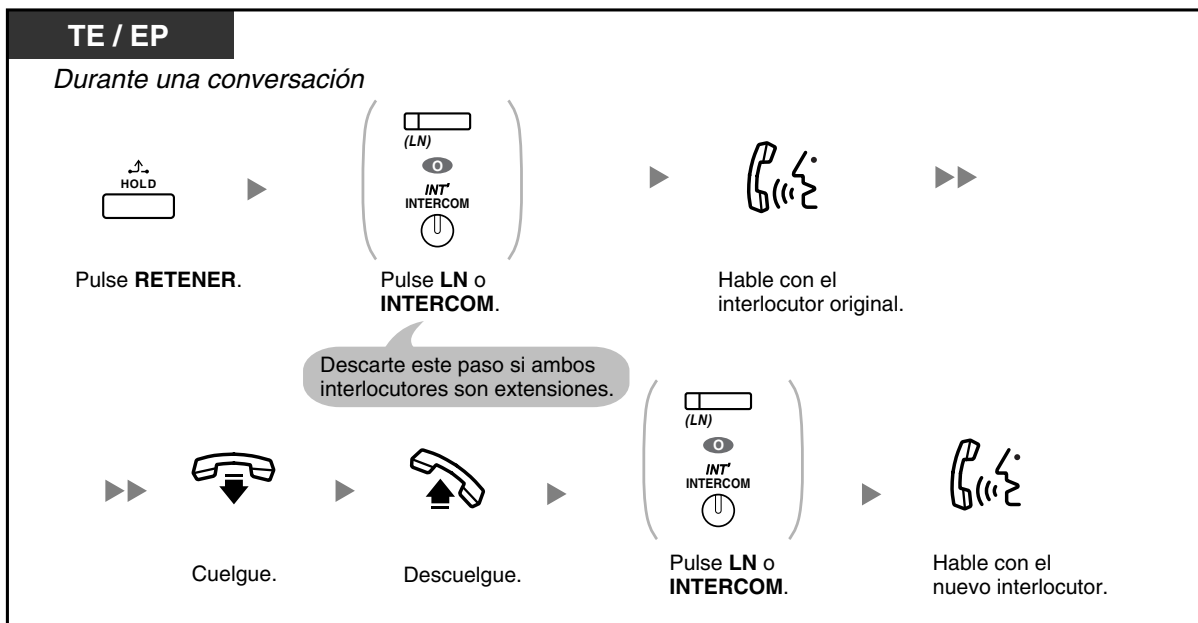 TE / EP
Durante una conversación
HOLD
Pulse RETENER.
(LN)
O
INT'
INTERCOM
Pulse LN o
INTERCOM.
Descarte este paso si ambos
interlocutores son extensiones.
Hable con el
interlocutor original.
Cuelgue.
Descuelgue.
(LN)
O
INT'
INTERCOM
Pulse LN o
INTERCOM.
Hable con el
nuevo interlocutor.